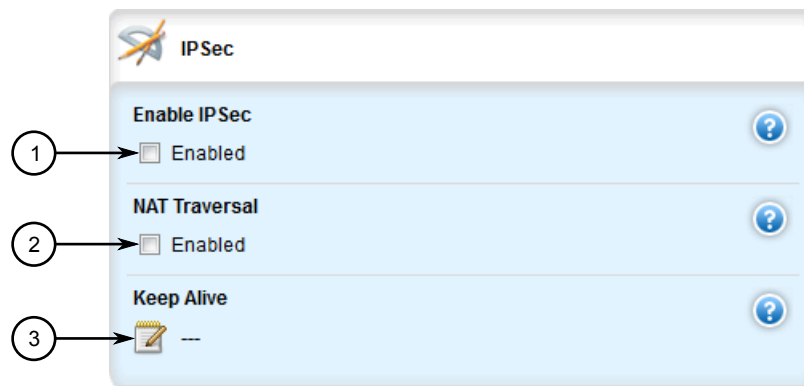 IPSec
Enable IPSec
1
Enabled
NAT Traversal
2
Enabled
Keep Alive
3
---